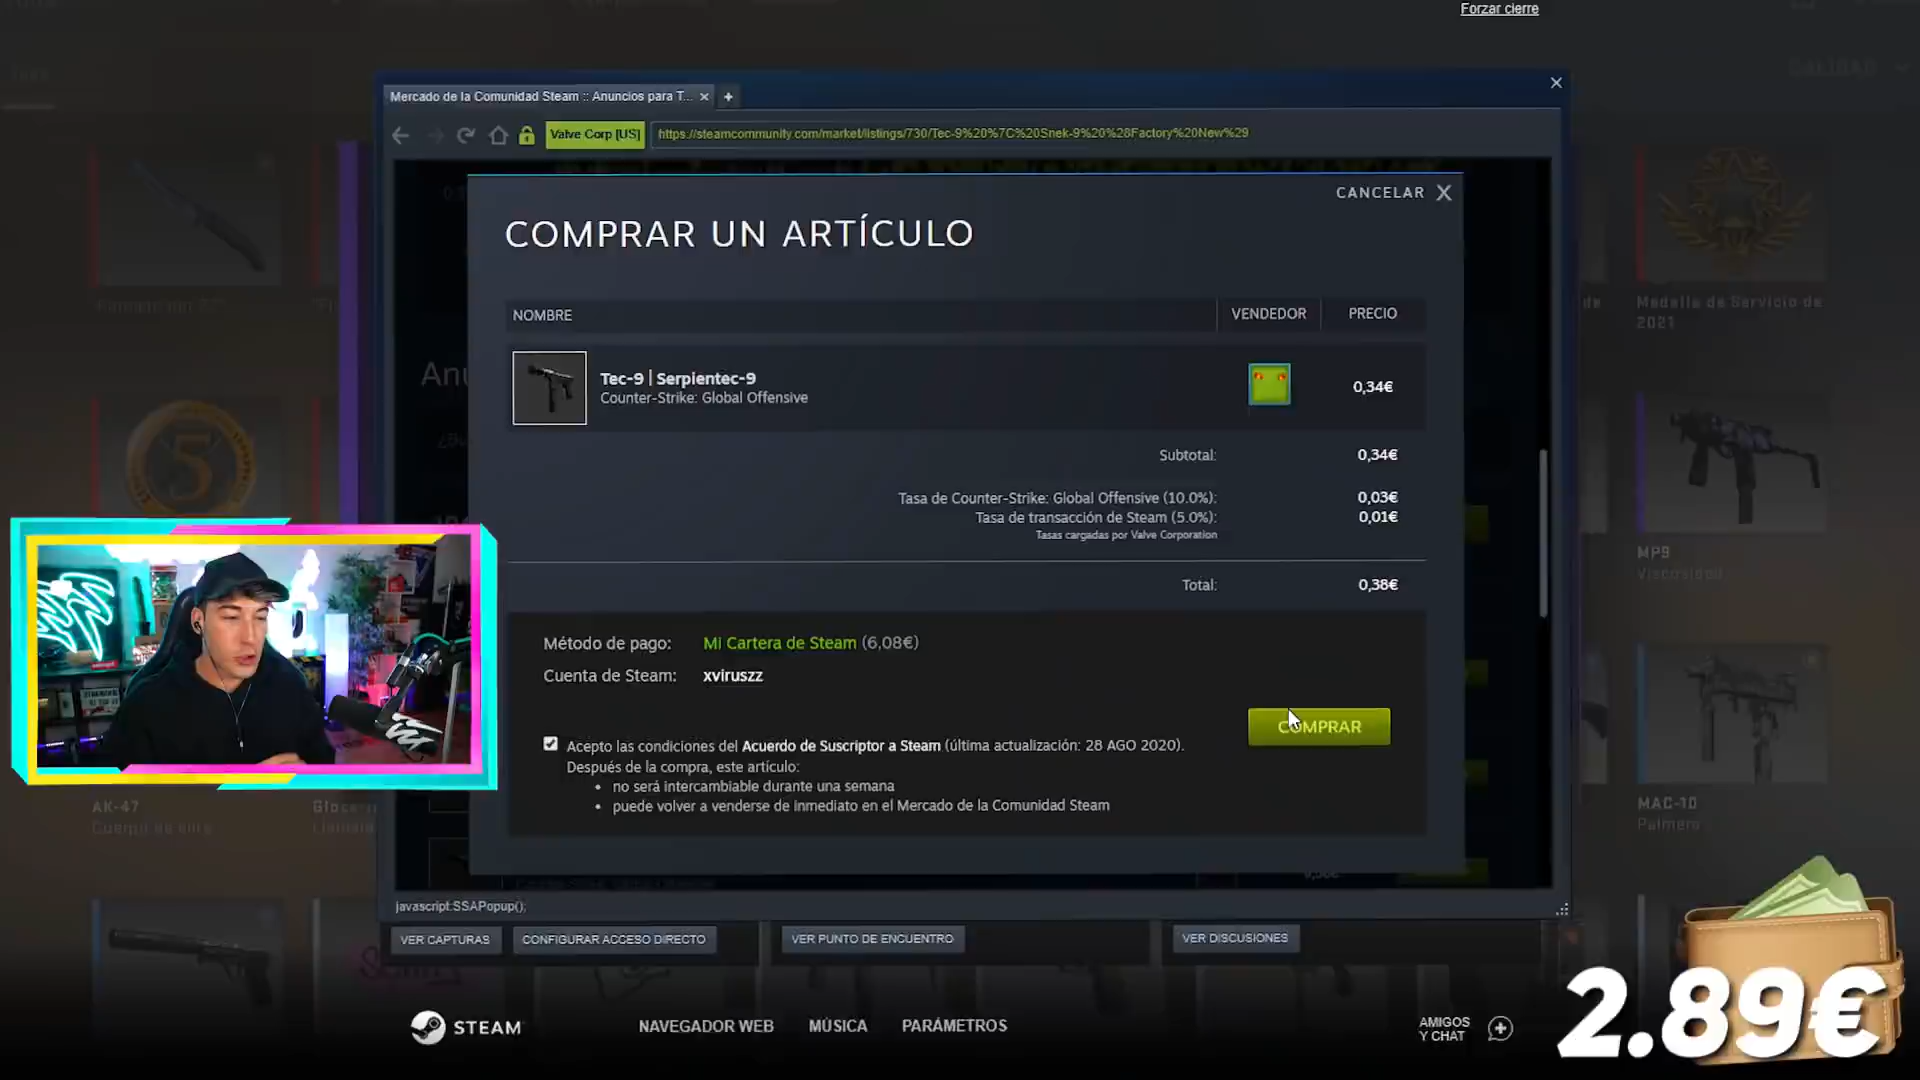 Forzar cierre
Mercado de la Comunidad Steam :: Anuncios para T...
Valve Corp [US]
https://steamcommunity.com/market/listings/730/Tec-9%20%7C%20Snek-9%20%28Factory%20New%29
CANCELAR X
COMPRAR UN ARTÍCULO
NOMBRE
VENDEDOR
PRECIO
Tec-9 | Serpientec-9
Counter-Strike: Global Offensive
0,34€
Subtotal: 0,34€
Tasa de Counter-Strike: Global Offensive (10.0%): 0,03€
Tasa de transacción de Steam (5.0%): 0,01€
Tasas cargadas por Valve Corporation
Total: 0,38€
Método de pago: Mi Cartera de Steam (6,08€)
Cuenta de Steam: xviruszz
COMPRAR
Acepto las condiciones del Acuerdo de Suscriptor a Steam (última actualización: 28 AGO 2020).
Después de la compra, este artículo:
• no será intercambiable durante una semana
• puede volver a venderse de inmediato en el Mercado de la Comunidad Steam
Medalla de Servicio de
2021
MP9
Viscosidad
AK-47
Cuerpo de élite
MAC-10
Palmero
javascript:SSAPopup();
VER CAPTURAS
CONFIGURAR ACCESO DIRECTO
VER PUNTO DE ENCUENTRO
VER DISCUSIONES
STEAM
NAVEGADOR WEB
MÚSICA
PARÁMETROS
AMIGOS
Y CHAT
2.89€